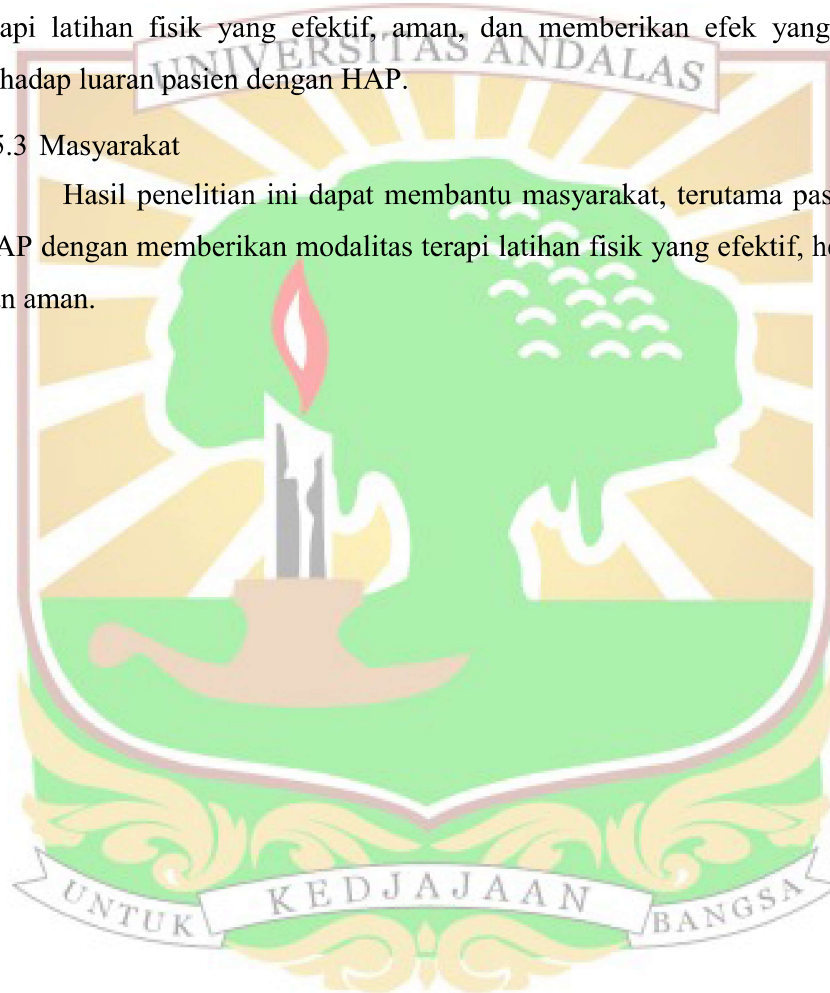 api latihan fisik yang efektif, aman, dan memberikan efek yang
UNIVERSITAS ANDALAS
hadap luaran pasien dengan HAP.
5.3 Masyarakat
Hasil penelitian ini dapat membantu masyarakat, terutama pas
AP dengan memberikan modalitas terapi latihan fisik yang efektif, he
n aman.
UNTUK KEDJAJAAN BANGSA